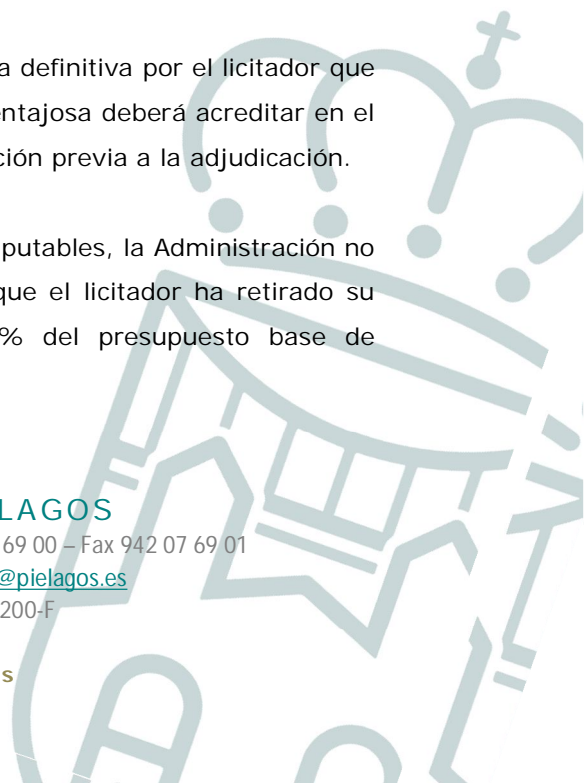 a definitiva por el licitador que
entajosa deberá acreditar en el
ción previa a la adjudicación.
putables, la Administración no
que el licitador ha retirado su
% del presupuesto base de
LAGOS
69 00 – Fax 942 07 69 01
@pielagos.es
200-F
s